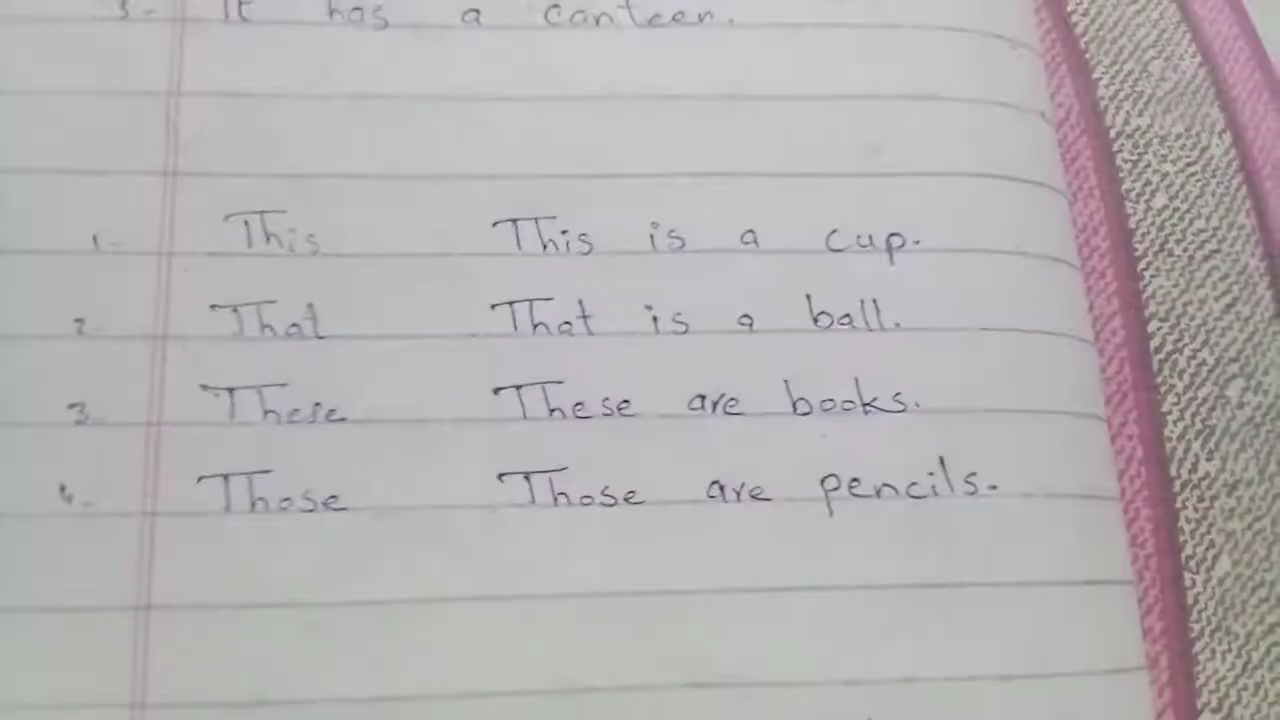 5- It has a canteen.
1- This This is a cup.
2- That That is a ball.
3- These These are books.
4- Those Those are pencils.